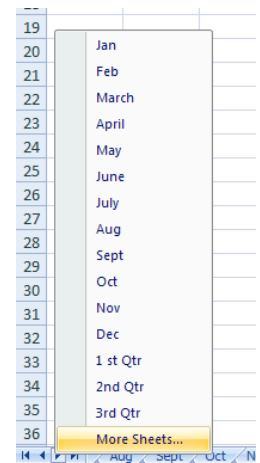 19
20 Jan
21 Feb
22 March
23 April
24 May
25 June
26 July
27 Aug
28 Sept
29 Oct
30 Nov
31 Dec
32 1 st Qtr
33 2nd Qtr
34 3rd Qtr
35 More Sheets...
36
Aug Sept Oct N